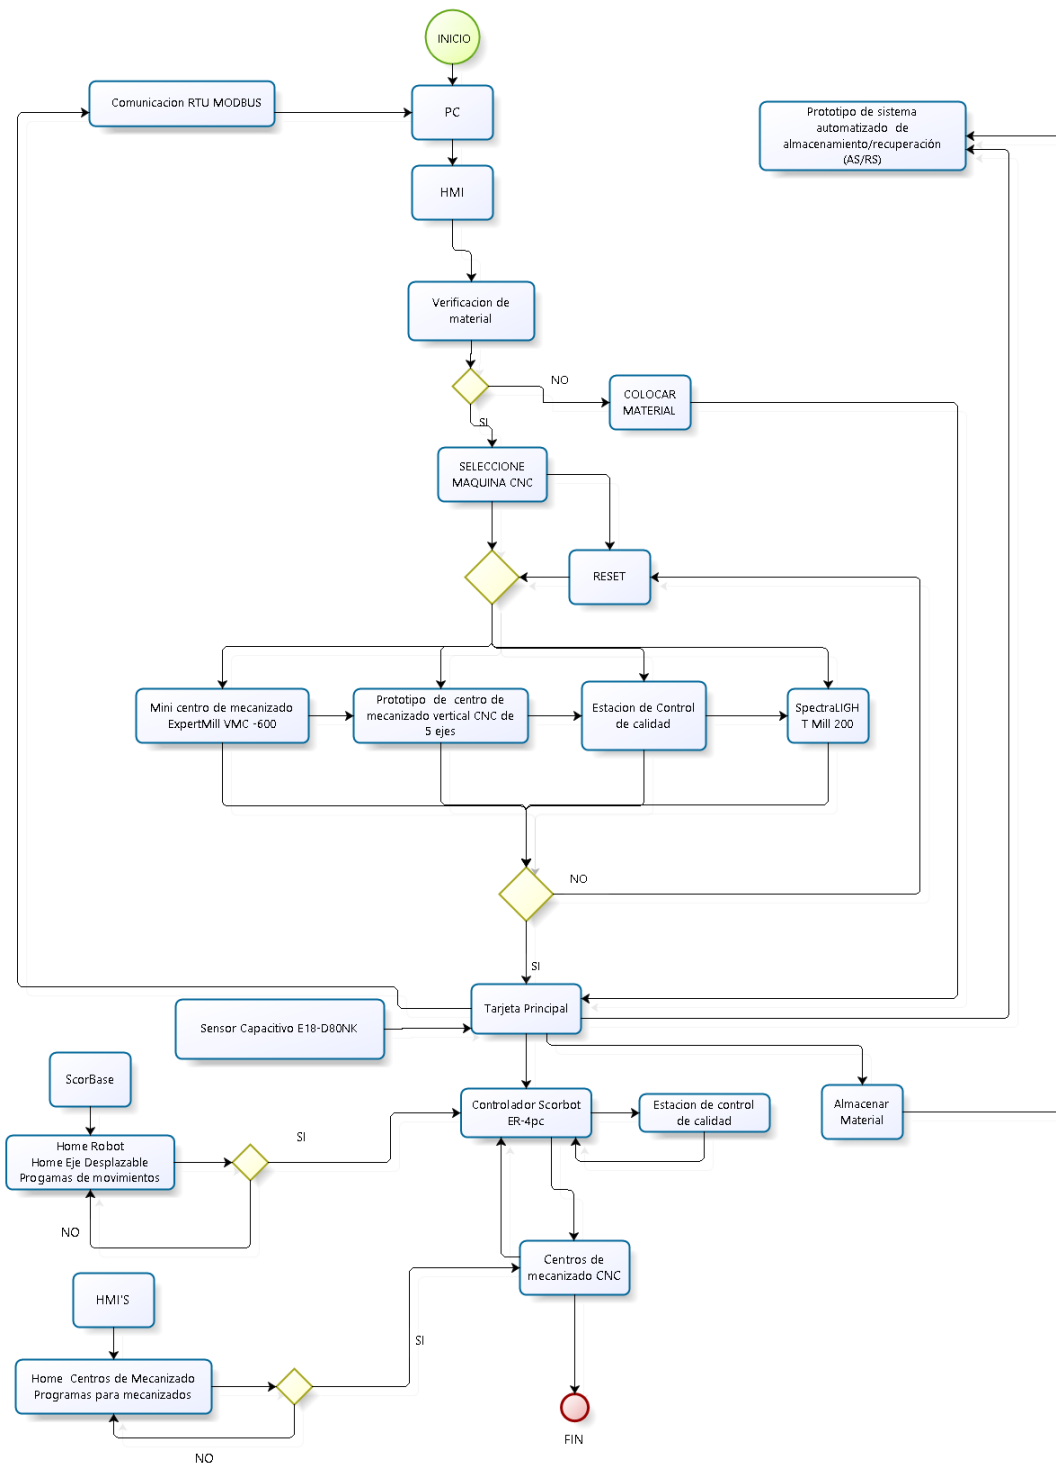 INICIO
Comunicacion RTU MODBUS
PC
Prototipo de sistema
automatizado de
almacenamiento/recuperación
(AS/RS)
HMI
Verificacion de
material
NO
COLOCAR
MATERIAL
SI
SELECCIONE
MAQUINA CNC
RESET
Mini centro de mecanizado
ExpertMill VMC -600
Prototipo de centro de
mecanizado vertical CNC de
5 ejes
Estacion de Control
de calidad
SpectraLIGH
T Mill 200
NO
SI
Tarjeta Principal
Sensor Capacitivo E18-D80NK
ScorBase
Controlador Scorbot
ER-4pc
Estacion de control
de calidad
Almacenar
Material
Home Robot
Home Eje Desplazable
Progamas de movimientos
SI
NO
Centros de
mecanizado CNC
HMI'S
SI
Home Centros de Mecanizado
Programas para mecanizados
NO
FIN